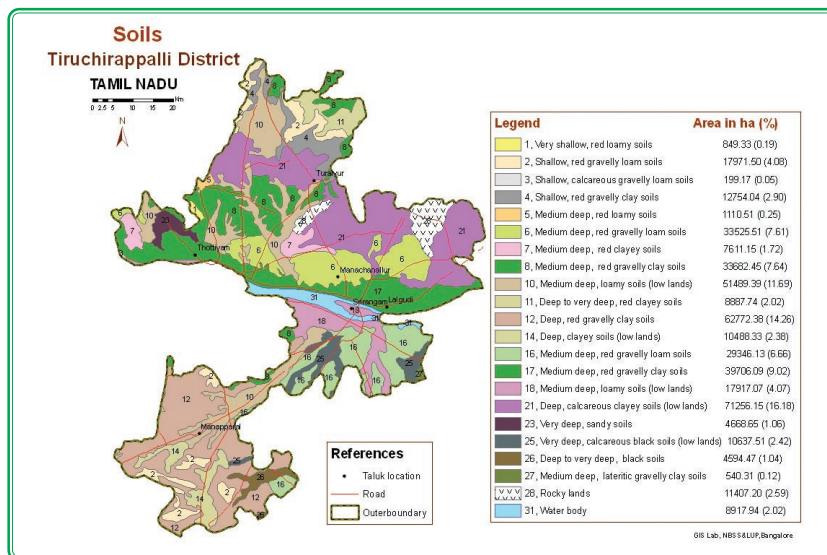 Soils
Tiruchirappalli District
TAMIL NADU
0 2.5 5 10 15 20 Km
N
Legend Area in ha (%)
1, Very shallow, red loamy soils 849.33 (0.19)
2, Shallow, red gravelly loam soils 17971.50 (4.08)
3, Shallow, calcareous gravelly loam soils 199.17 (0.05)
4, Shallow, red gravelly clay soils 12754.04 (2.90)
5, Medium deep, red loamy soils 1110.51 (0.25)
6, Medium deep, red gravelly loam soils 33525.51 (7.61)
7, Medium deep, red clayey soils 7611.15 (1.72)
8, Medium deep, red gravelly clay soils 33682.45 (7.64)
10, Medium deep, loamy soils (low lands) 51489.39 (11.69)
11, Deep to very deep, red clayey soils 8887.74 (2.02)
12, Deep, red gravelly clay soils 62772.38 (14.26)
14, Deep, clayey soils (low lands) 10488.33 (2.38)
16, Medium deep, red gravelly loam soils 29346.13 (6.66)
17, Medium deep, red gravelly clay soils 39706.09 (9.02)
18, Medium deep, loamy soils (low lands) 17917.07 (4.07)
21, Deep, calcareous clayey soils (low lands) 71256.15 (16.18)
23, Very deep, sandy soils 4668.65 (1.06)
25, Very deep, calcareous black soils (low lands) 10637.51 (2.42)
26, Deep to very deep, black soils 4594.47 (1.04)
27, Medium deep, lateritic gravelly clay soils 540.31 (0.12)
28, Rocky lands 11407.20 (2.59)
31, Water body 8917.94 (2.02)
Turaiyur
Thottiyam
Manachanallur
Srirangam
Lalgudi
Manapparai
References
Taluk location
Road
Outerboundary
GIS Lab, NBSS&LUP, Bangalore